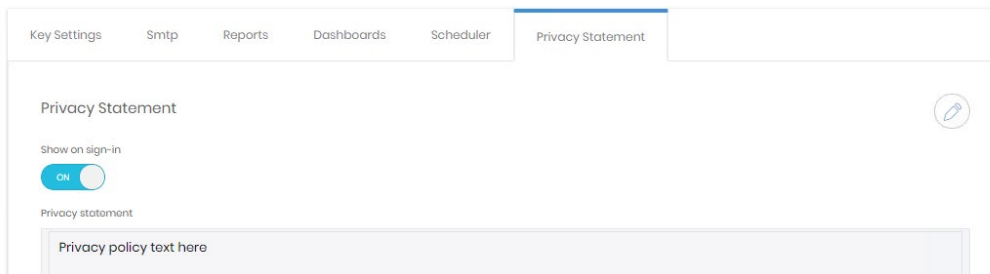 Key Settings Smtp Reports Dashboards Scheduler Privacy Statement
Privacy Statement
Show on sign-in
ON
Privacy statement
Privacy policy text here